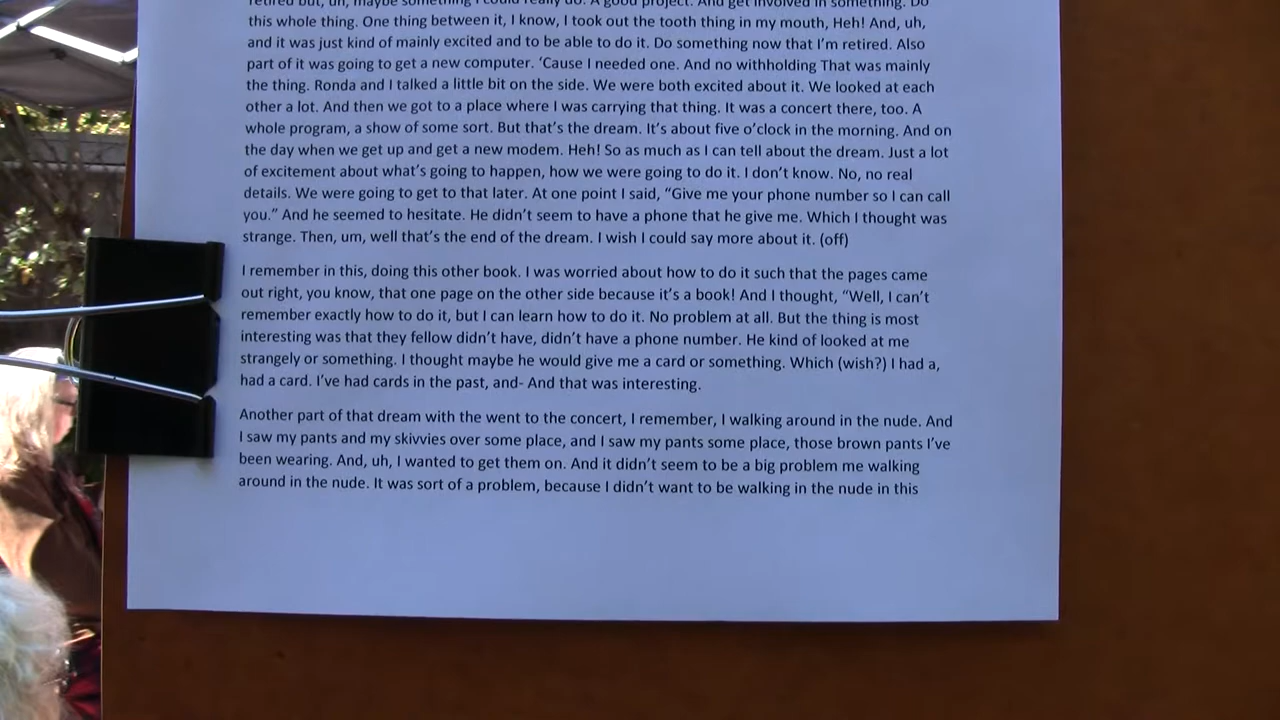 retired but, uh, maybe something I could really do. A good project. And get involved in something. Do
this whole thing. One thing between it, I know, I took out the tooth thing in my mouth, Heh! And, uh,
and it was just kind of mainly excited and to be able to do it. Do something now that I’m retired. Also
part of it was going to get a new computer. ‘Cause I needed one. And no withholding That was mainly
the thing. Ronda and I talked a little bit on the side. We were both excited about it. We looked at each
other a lot. And then we got to a place where I was carrying that thing. It was a concert there, too. A
whole program, a show of some sort. But that’s the dream. It’s about five o’clock in the morning. And on
the day when we get up and get a new modem. Heh! So as much as I can tell about the dream. Just a lot
of excitement about what’s going to happen, how we were going to do it. I don’t know. No, no real
details. We were going to get to that later. At one point I said, “Give me your phone number so I can call
you.” And he seemed to hesitate. He didn’t seem to have a phone that he give me. Which I thought was
strange. Then, um, well that’s the end of the dream. I wish I could say more about it. (off)
I remember in this, doing this other book. I was worried about how to do it such that the pages came
out right, you know, that one page on the other side because it’s a book! And I thought, “Well, I can’t
remember exactly how to do it, but I can learn how to do it. No problem at all. But the thing is most
interesting was that they fellow didn’t have, didn’t have a phone number. He kind of looked at me
strangely or something. I thought maybe he would give me a card or something. Which (wish?) I had a,
had a card. I’ve had cards in the past, and- And that was interesting.
Another part of that dream with the went to the concert, I remember, I walking around in the nude. And
I saw my pants and my skivvies over some place, and I saw my pants some place, those brown pants I’ve
been wearing. And, uh, I wanted to get them on. And it didn’t seem to be a big problem me walking
around in the nude. It was sort of a problem, because I didn’t want to be walking in the nude in this